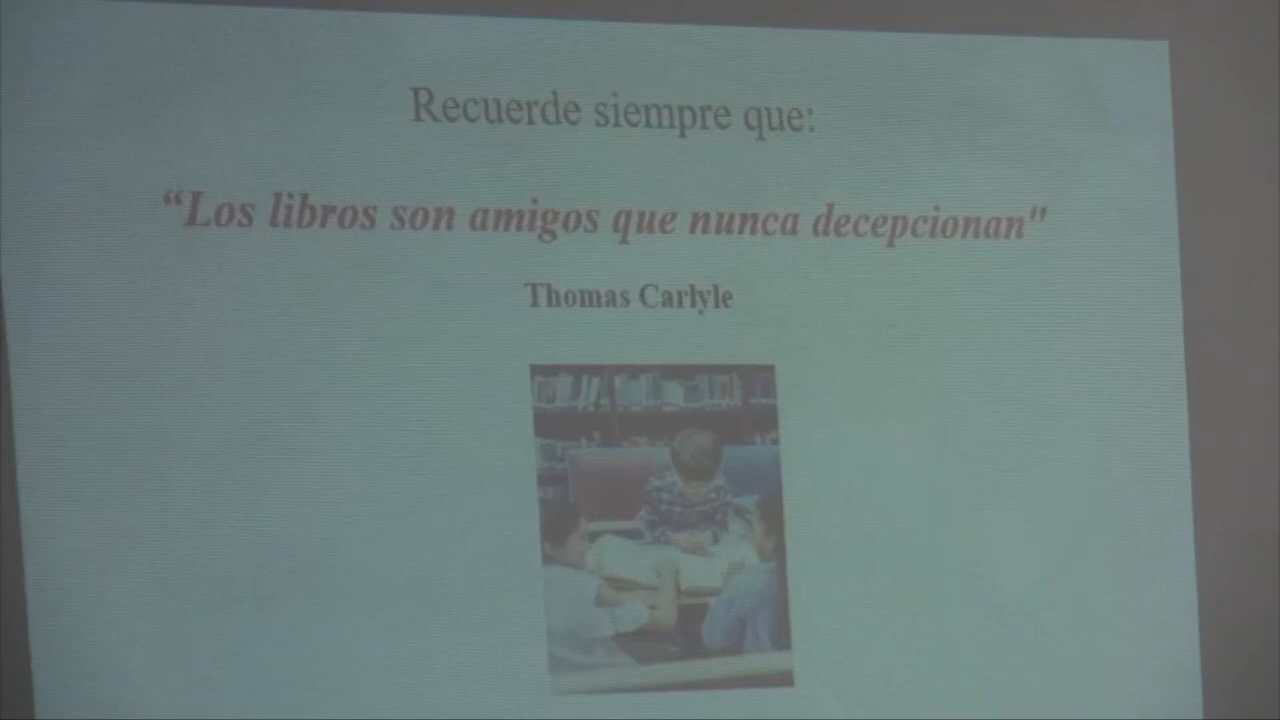 Recuerde siempre que:
“Los libros son amigos que nunca decepcionan"
Thomas Carlyle